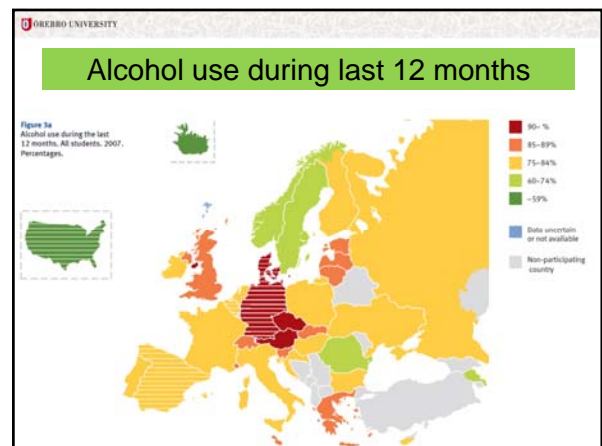 ÖREBRO UNIVERSITY
Alcohol use during last 12 months
Figure 3a
Alcohol use during the last
12 months. All students. 2007.
Percentages.
90– %
85–89%
75–84%
60–74%
–59%
Data uncertain
or not available
Non-participating
country